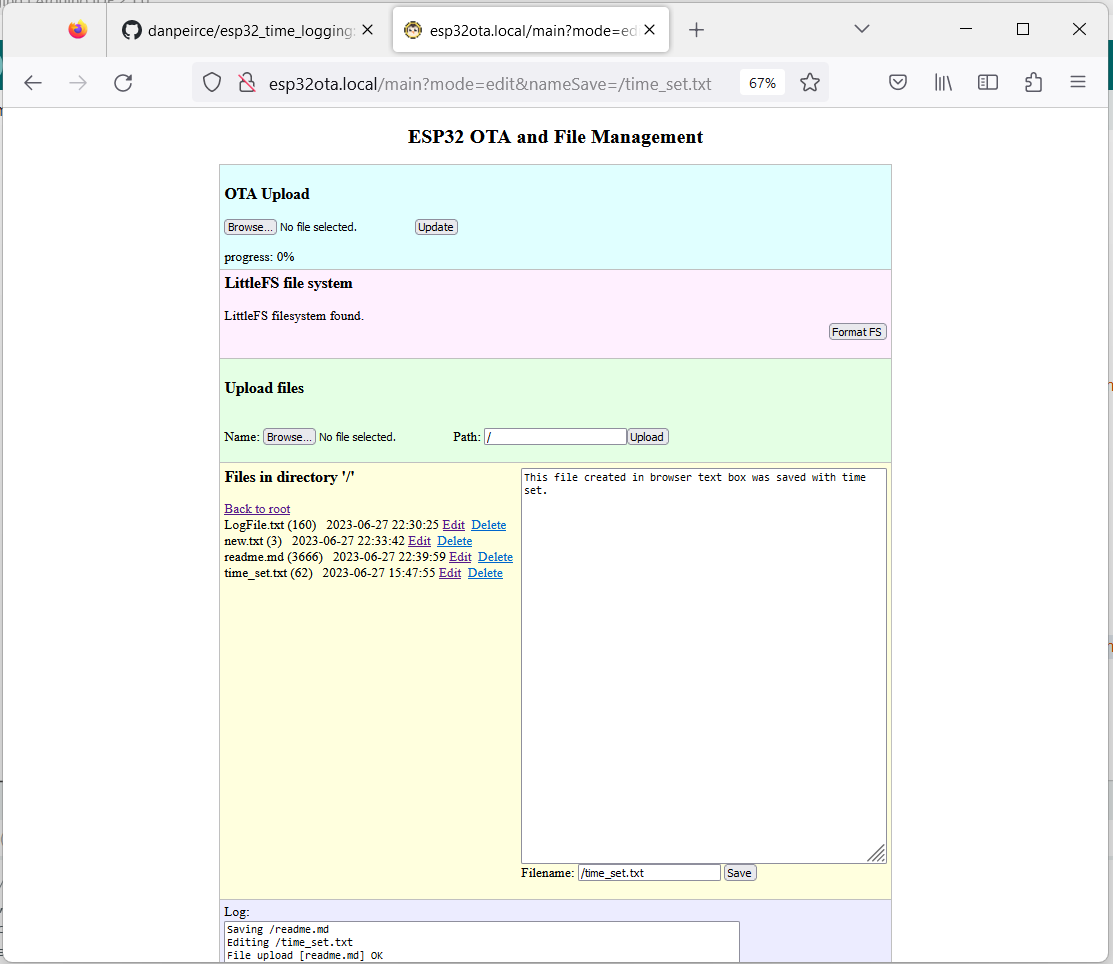 danpeirce/esp32_time_logging:
esp32ota.local/main?mode=ed
esp32ota.local/main?mode=edit&nameSave=/time_set.txt
67%
ESP32 OTA and File Management
OTA Upload
Browse... No file selected. Update
progress: 0%
LittleFS file system
LittleFS filesystem found.
Format FS
Upload files
Name: Browse... No file selected. Path: / Upload
Files in directory '/'
Back to root
LogFile.txt (160) 2023-06-27 22:30:25 Edit Delete
new.txt (3) 2023-06-27 22:33:42 Edit Delete
readme.md (3666) 2023-06-27 22:39:59 Edit Delete
time_set.txt (62) 2023-06-27 15:47:55 Edit Delete
This file created in browser text box was saved with time
set.
Filename: /time_set.txt Save
Log:
Saving /readme.md
Editing /time_set.txt
File upload [readme.md] OK